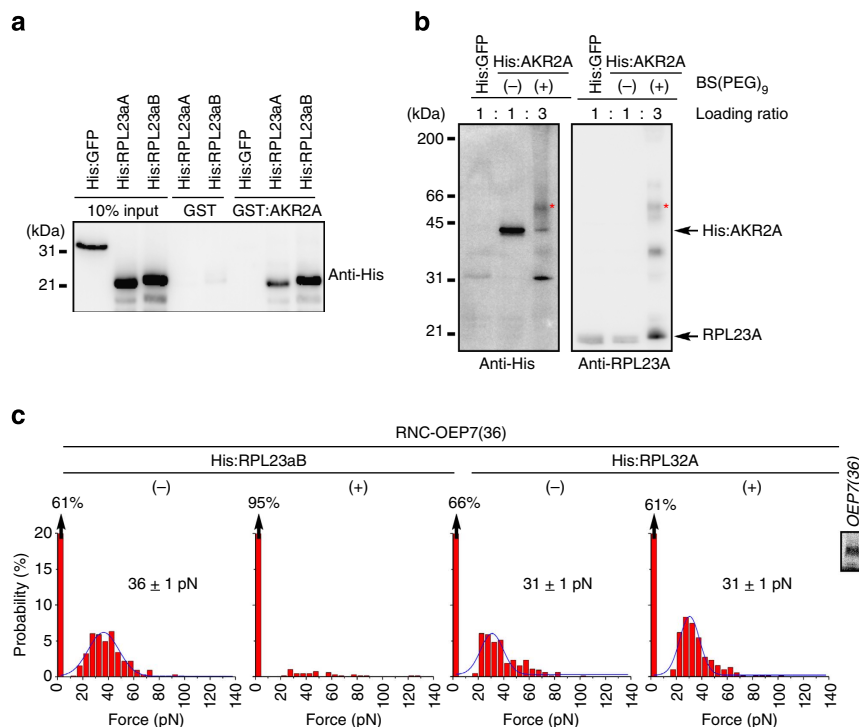 a
His:GFP
His:RPL23aA
His:RPL23aB
His:RPL23aA
His:RPL23aB
His:GFP
His:RPL23aA
His:RPL23aB
10% input
GST
GST:AKR2A
(kDa)
31
21
Anti-His
b
His:GFP
His:AKR2A
(–)
(+)
His:GFP
His:AKR2A
(–)
(+)
BS(PEG)9
(kDa)
1 : 1 : 3
1 : 1 : 3
Loading ratio
200
66
45
31
21
*
*
His:AKR2A
RPL23A
Anti-His
Anti-RPL23A
c
RNC-OEP7(36)
His:RPL23aB
His:RPL32A
(–)
(+)
(–)
(+)
OEP7(36)
61%
95%
66%
61%
Probability (%)
20
15
10
5
0
36 ± 1 pN
31 ± 1 pN
31 ± 1 pN
0 20 40 60 80 100 120 140
0 20 40 60 80 100 120 140
0 20 40 60 80 100 120 140
0 20 40 60 80 100 120 140
Force (pN)
Force (pN)
Force (pN)
Force (pN)